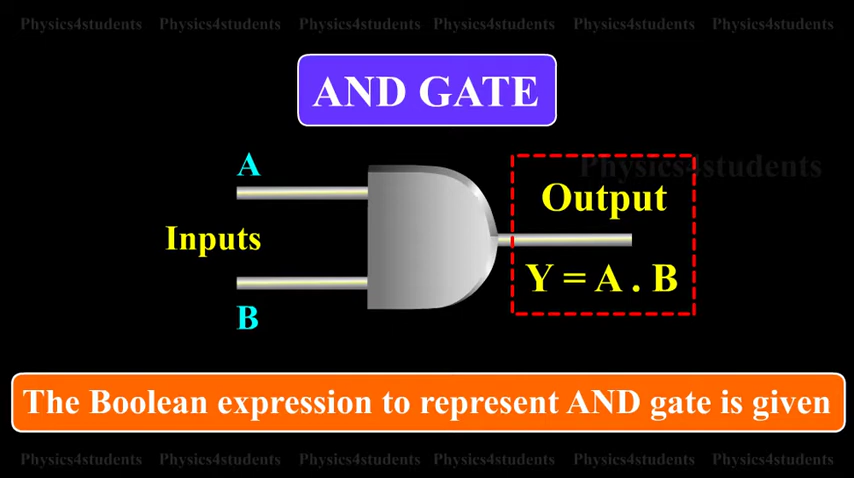 Physics4students Physics4students Physics4students Physics4students Physics4students Physics4students
AND GATE
A
Physics4students
Output
Inputs
Y = A . B
B
The Boolean expression to represent AND gate is given
Physics4students Physics4students Physics4students Physics4students Physics4students Physics4students